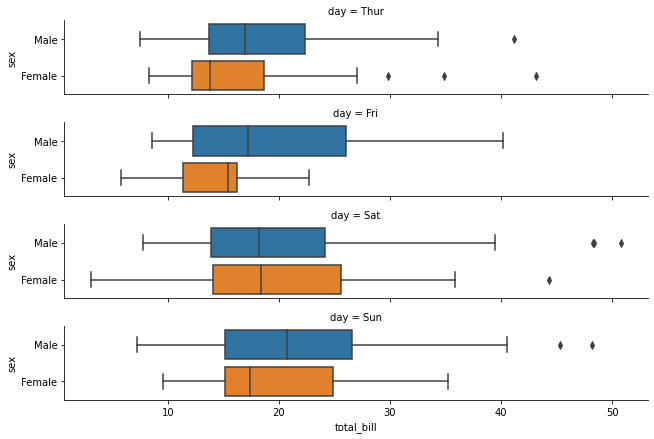 day = Thur
sex
Male
Female
day = Fri
sex
Male
Female
day = Sat
sex
Male
Female
day = Sun
sex
Male
Female
10 20 30 40 50
total_bill